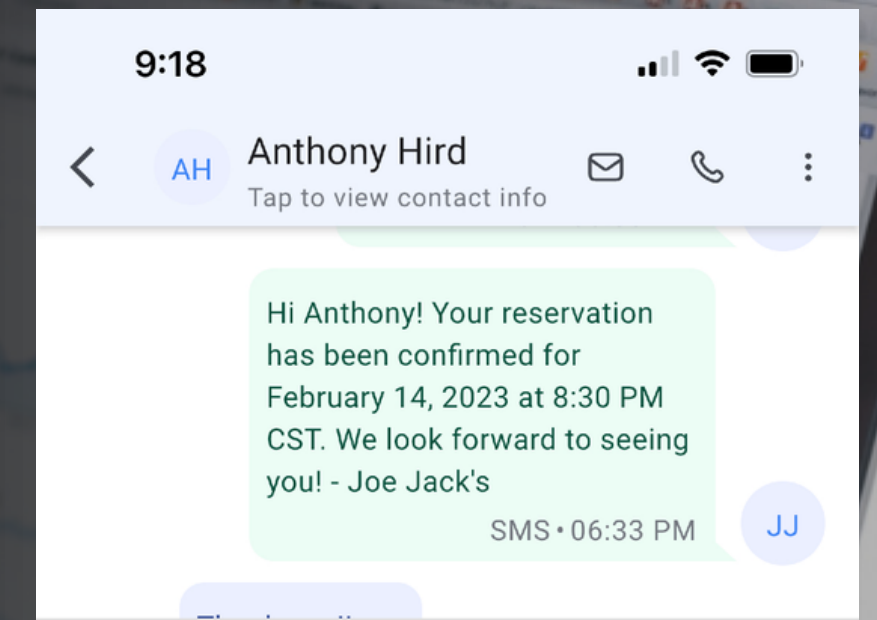 9:18
AH
Anthony Hird
Tap to view contact info
Hi Anthony! Your reservation
has been confirmed for
February 14, 2023 at 8:30 PM
CST. We look forward to seeing
you! - Joe Jack's
SMS • 06:33 PM
JJ